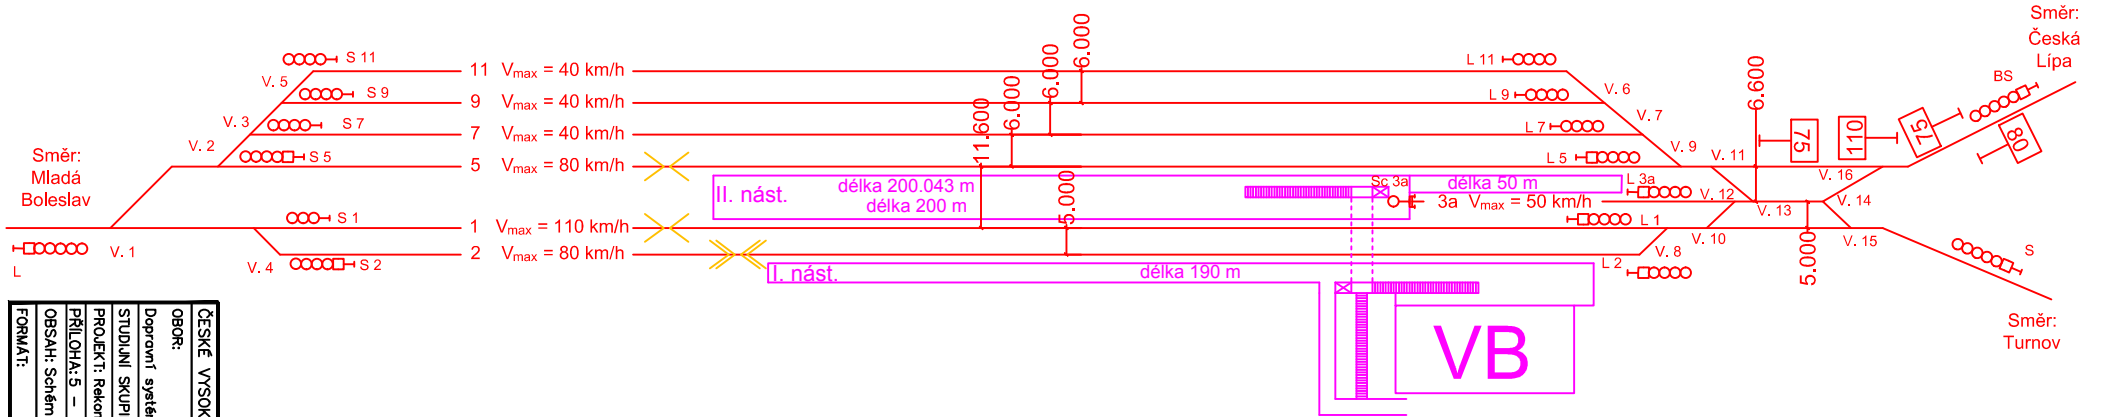 Směr:
Mladá
Boleslav
L
V. 1
V. 2
V. 3
V. 5
V. 4
S 11
S 9
S 7
S 5
S 1
S 2
11 Vmax = 40 km/h
9 Vmax = 40 km/h
7 Vmax = 40 km/h
5 Vmax = 80 km/h
1 Vmax = 110 km/h
2 Vmax = 80 km/h
11.600
6.000
6.000
6.000
5.000
II. nást.
délka 200.043 m
délka 200 m
délka 50 m
Sc 3a
3a Vmax = 50 km/h
I. nást.
délka 190 m
VB
L 11
L 9
L 7
L 5
L 3a
L 1
L 2
V. 6
V. 7
V. 9
V. 11
V. 12
V. 13
V. 14
V. 16
V. 8
V. 10
V. 15
6.600
5.000
75
110
75
80
BS
Směr:
Česká
Lípa
S
Směr:
Turnov
ČESKÉ VYSOK
OBOR:
Dopravní systém
STUDIJNÍ SKUPI
PROJEKT: Rekon
PŘÍLOHA: 5 –
OBSAH: Schém
FORMÁT: